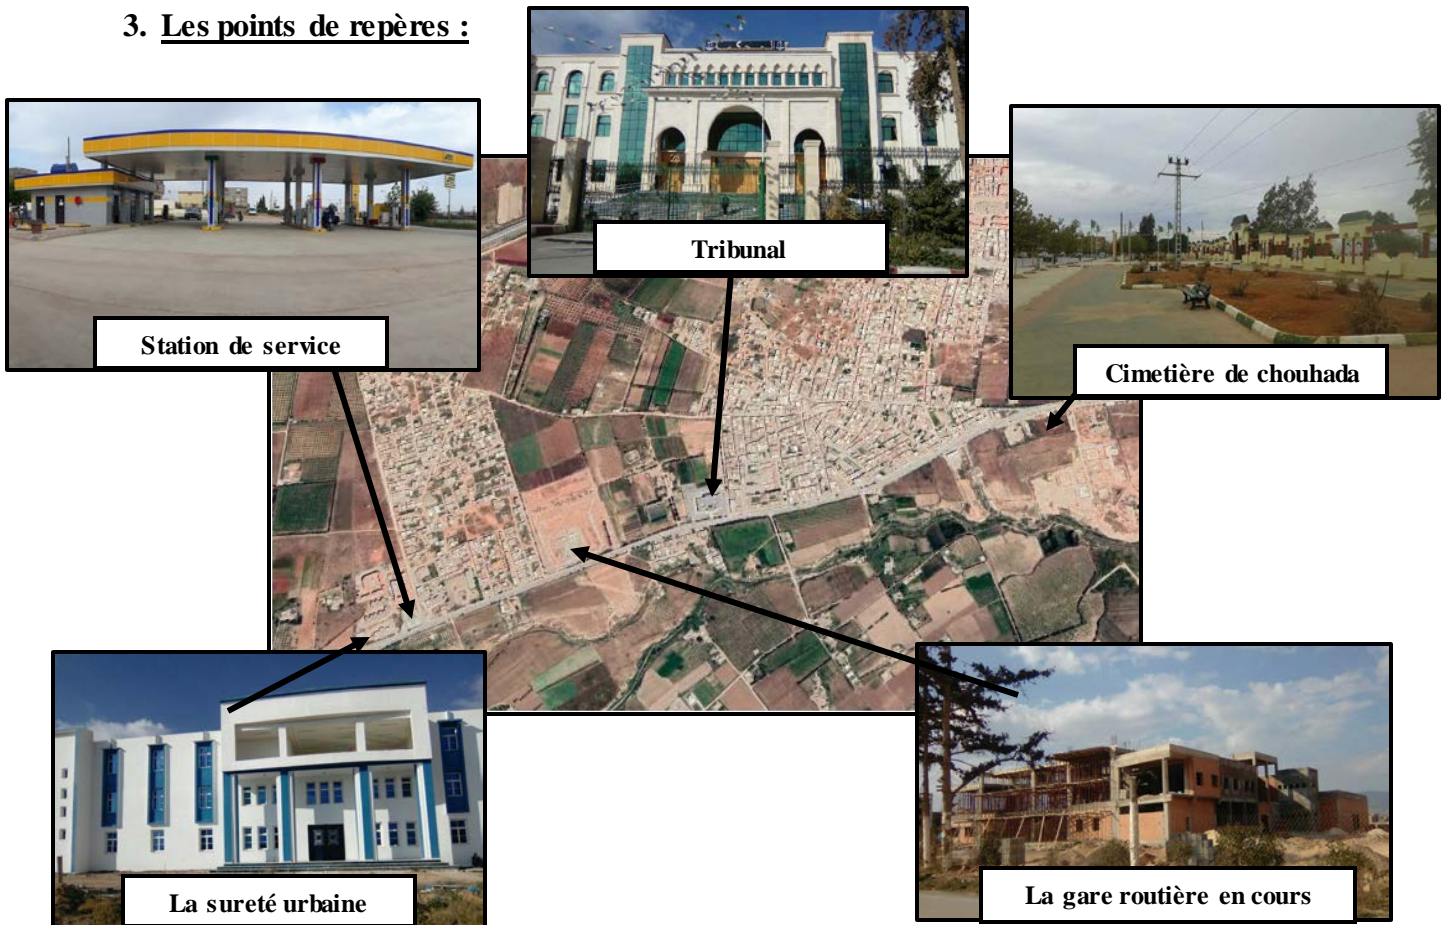 3. Les points de repères :
Tribunal
Station de service
Cimetière de chouhada
La sureté urbaine
La gare routière en cours